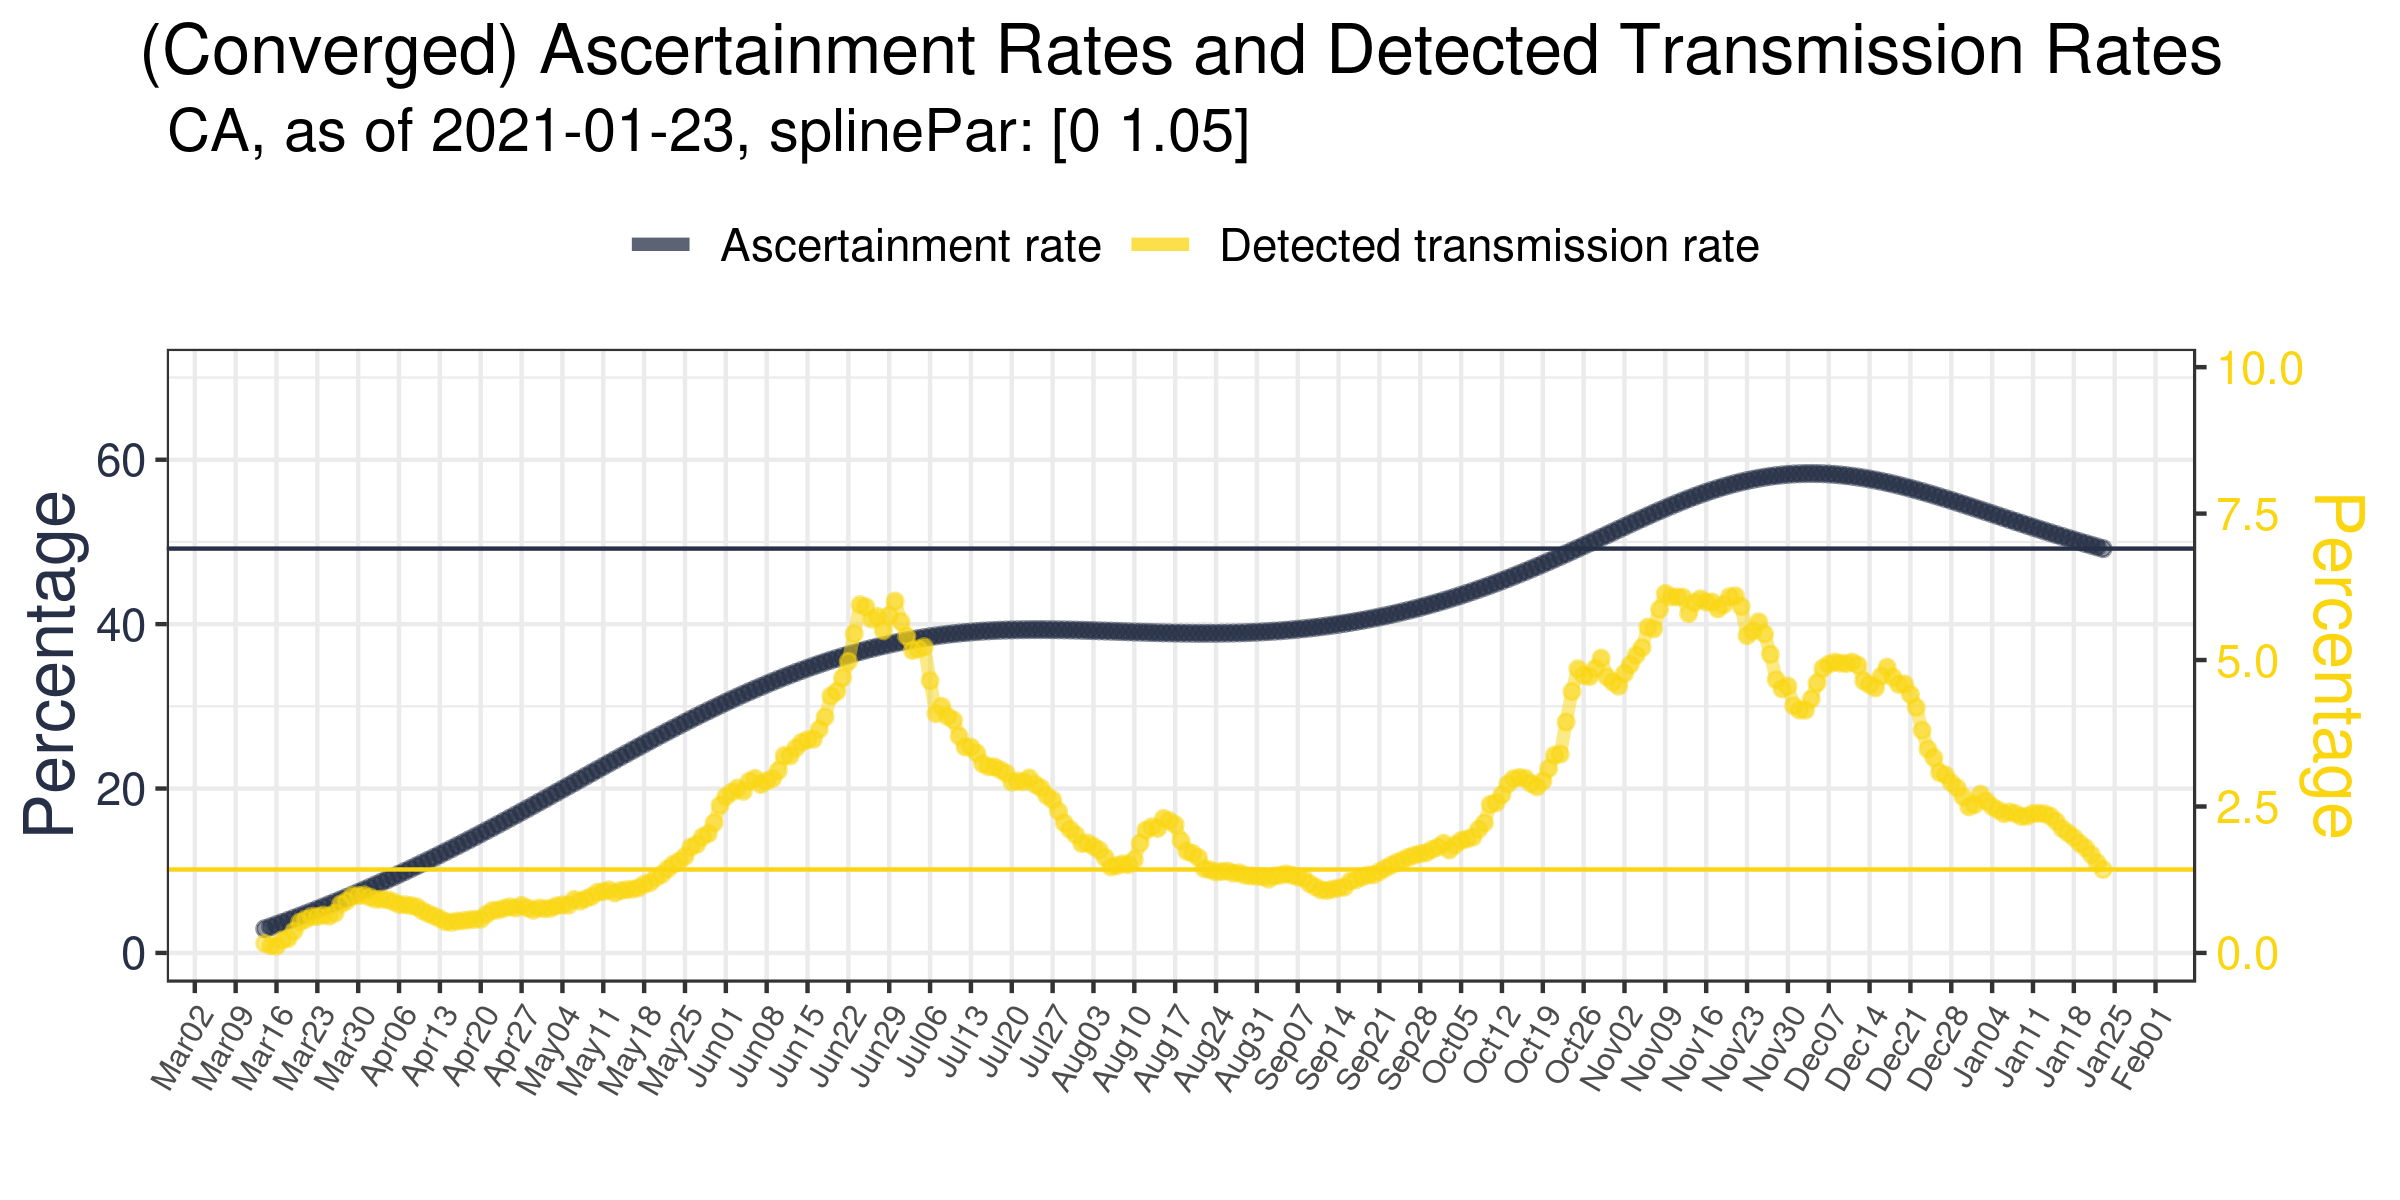 (Converged) Ascertainment Rates and Detected Transmission Rates
CA, as of 2021-01-23, splinePar: [0 1.05]
Ascertainment rate
Detected transmission rate
Percentage
60
40
20
0
10.0
7.5
5.0
2.5
0.0
Percentage
Mar02
Mar09
Mar16
Mar23
Mar30
Apr06
Apr13
Apr20
Apr27
May04
May11
May18
May25
Jun01
Jun08
Jun15
Jun22
Jun29
Jul06
Jul13
Jul20
Jul27
Aug03
Aug10
Aug17
Aug24
Aug31
Sep07
Sep14
Sep21
Sep28
Oct05
Oct12
Oct19
Oct26
Nov02
Nov09
Nov16
Nov23
Nov30
Dec07
Dec14
Dec21
Dec28
Jan04
Jan11
Jan18
Jan25
Feb01